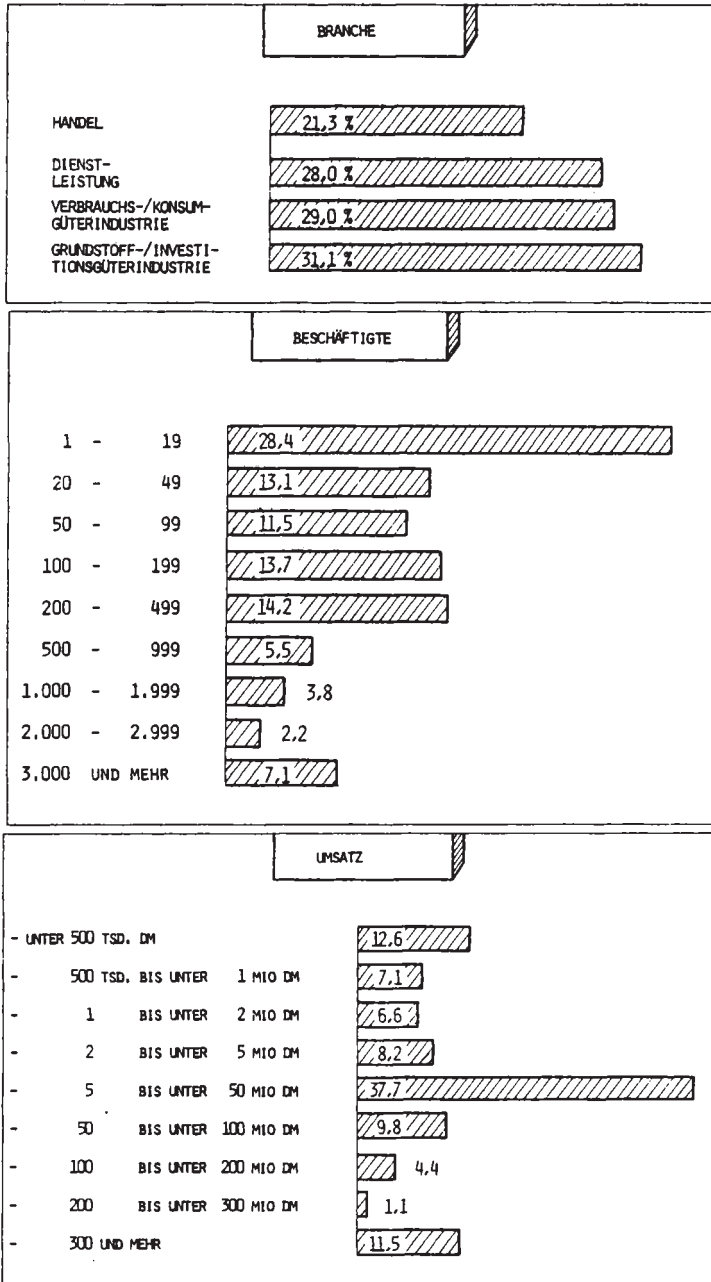 BRANCHE
HANDEL 21,3 %
DIENST-
LEISTUNG 28,0 %
VERBRAUCHS-/KONSUM-
GÜTERINDUSTRIE 29,0 %
GRUNDSTOFF-/INVESTI-
TIONSGÜTERINDUSTRIE 31,1 %
BESCHÄFTIGTE
1 - 19 28,4
20 - 49 13,1
50 - 99 11,5
100 - 199 13,7
200 - 499 14,2
500 - 999 5,5
1.000 - 1.999 3,8
2.000 - 2.999 2,2
3.000 UND MEHR 7,1
UMSATZ
- UNTER 500 TSD. DM 12,6
- 500 TSD. BIS UNTER 1 MIO DM 7,1
- 1 BIS UNTER 2 MIO DM 6,6
- 2 BIS UNTER 5 MIO DM 8,2
- 5 BIS UNTER 50 MIO DM 37,7
- 50 BIS UNTER 100 MIO DM 9,8
- 100 BIS UNTER 200 MIO DM 4,4
- 200 BIS UNTER 300 MIO DM 1,1
- 300 UND MEHR 11,5